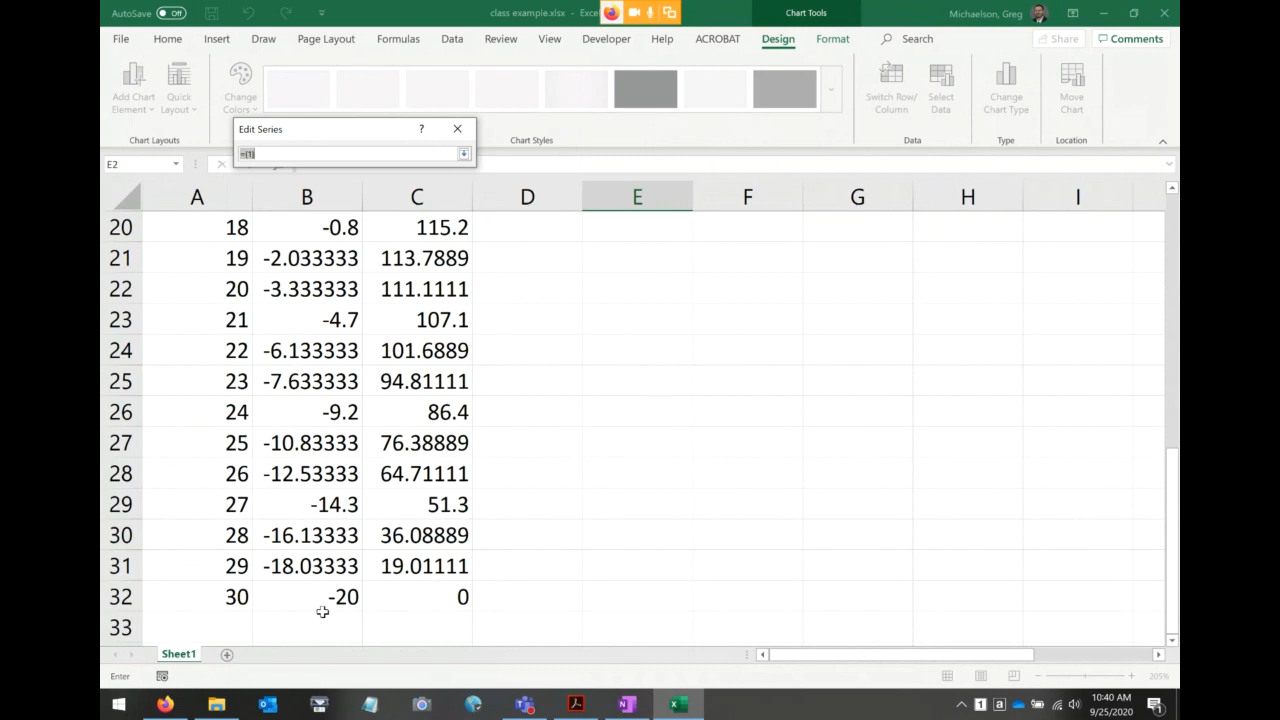 AutoSave Off class example.xlsx - Exce Chart Tools Michaelson, Greg
File Home Insert Draw Page Layout Formulas Data Review View Developer Help ACROBAT Design Format Search Share Comments
Add Chart Element Quick Layout Change Colors Switch Row/ Column Select Data Change Chart Type Move Chart
Chart Layouts Chart Styles Data Type Location
Edit Series ?
={1}
E2
A B C D E F G H I
20 18 -0.8 115.2
21 19 -2.033333 113.7889
22 20 -3.333333 111.1111
23 21 -4.7 107.1
24 22 -6.133333 101.6889
25 23 -7.633333 94.81111
26 24 -9.2 86.4
27 25 -10.83333 76.38889
28 26 -12.53333 64.71111
29 27 -14.3 51.3
30 28 -16.13333 36.08889
31 29 -18.03333 19.01111
32 30 -20 0
33
Sheet1
Enter 205%
10:40 AM
9/25/2020